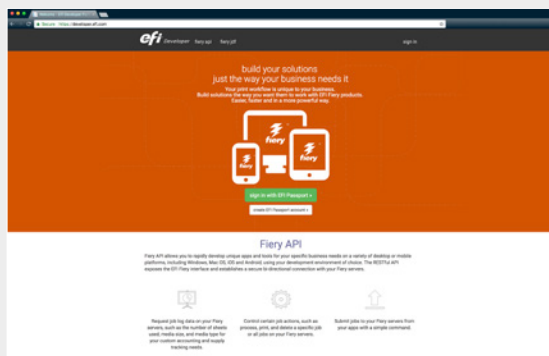 Secure https://developer.efi.com
efi Developer fiery api fiery jdf sign in
build your solutions
just the way your business needs it
Your print workflow is unique to your business.
Build solutions the way you want them to work with EFI Fiery products.
Easier, faster and in a more powerful way.
fiery
fiery
fiery
sign in with EFI Passport »
create EFI Passport account »
Fiery API
Fiery API allows you to rapidly develop unique apps and tools for your specific business needs on a variety of desktop or mobile
platforms, including Windows, Mac OS, iOS and Android, using your development environment of choice. The RESTful API
exposes the EFI Fiery interface and establishes a secure bi-directional connection with your Fiery servers.
Request job log data on your Fiery
servers, such as the number of sheets
used, media size, and media type for
your custom accounting and supply
tracking needs.
Control certain job actions, such as
process, print, and delete a specific job
or all jobs on your Fiery servers.
Submit jobs to your Fiery servers from
your apps with a simple command.